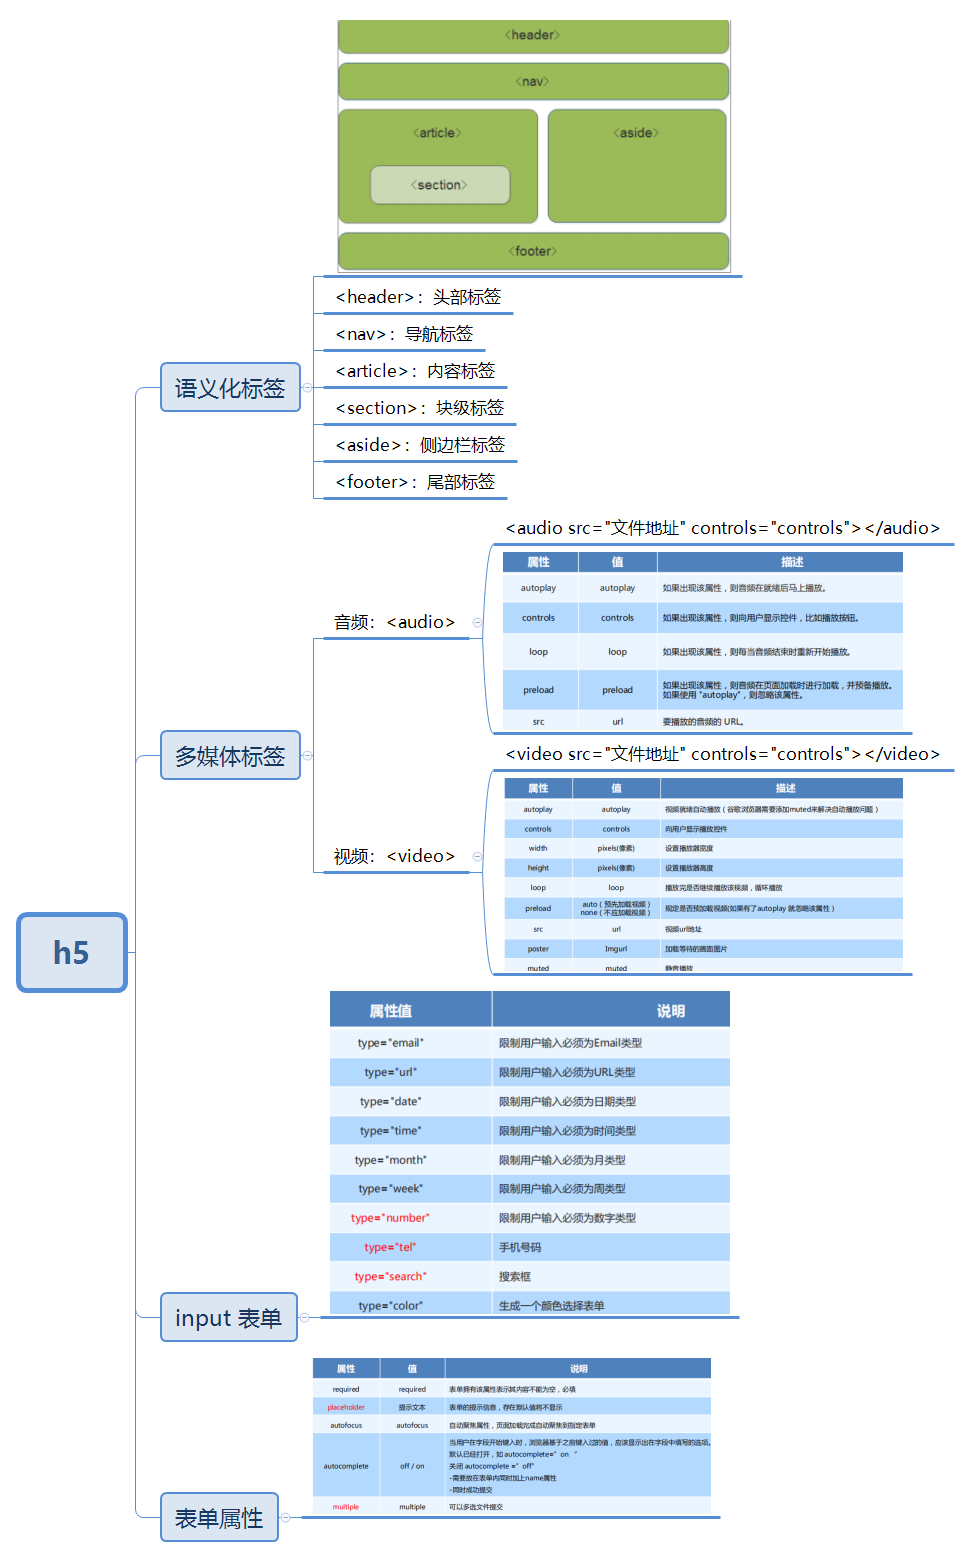 <header>
<nav>
<article>
<aside>
<section>
<footer>
h5
语义化标签
<header>：头部标签
<nav>：导航标签
<article>：内容标签
<section>：块级标签
<aside>：侧边栏标签
<footer>：尾部标签
多媒体标签
音频：<audio>
<audio src="文件地址" controls="controls"></audio>
属性 值 描述
autoplay autoplay 如果出现该属性，则音频在就绪后马上播放。
controls controls 如果出现该属性，则向用户显示控件，比如播放按钮。
loop loop 如果出现该属性，则每当音频结束时重新开始播放。
preload preload 如果出现该属性，则音频在页面加载时进行加载，并预备播放。
如果使用 "autoplay"，则忽略该属性。
src url 要播放的音频的 URL。
视频：<video>
<video src="文件地址" controls="controls"></video>
属性 值 描述
autoplay autoplay 视频就绪自动播放（谷歌浏览器需要添加muted来解决自动播放问题）
controls controls 向用户显示播放控件
width pixels(像素) 设置播放器宽度
height pixels(像素) 设置播放器高度
loop loop 播放完是否继续播放该视频，循环播放
preload auto（预先加载视频） 规定是否预加载视频(如果有了autoplay 就忽略该属性）
none（不应加载视频）
src url 视频url地址
poster Imgurl 加载等待的画面图片
muted muted 静音播放
input 表单
属性值 说明
type="email" 限制用户输入必须为Email类型
type="url" 限制用户输入必须为URL类型
type="date" 限制用户输入必须为日期类型
type="time" 限制用户输入必须为时间类型
type="month" 限制用户输入必须为月类型
type="week" 限制用户输入必须为周类型
type="number" 限制用户输入必须为数字类型
type="tel" 手机号码
type="search" 搜索框
type="color" 生成一个颜色选择表单
表单属性
属性 值 说明
required required 表单拥有该属性表示其内容不能为空，必填
placeholder 提示文本 表单的提示信息，存在默认值将不显示
autofocus autofocus 自动聚焦属性，页面加载完成自动聚焦到指定表单
autocomplete off / on 当用户在字段开始键入时，浏览器基于之前键入过的值，应该显示出在字段中填写的选项。
默认已经打开，如 autocomplete=" on "
关闭 autocomplete =" off"
-需要放在表单内同时加上name属性
-同时成功提交
multiple multiple 可以多选文件提交